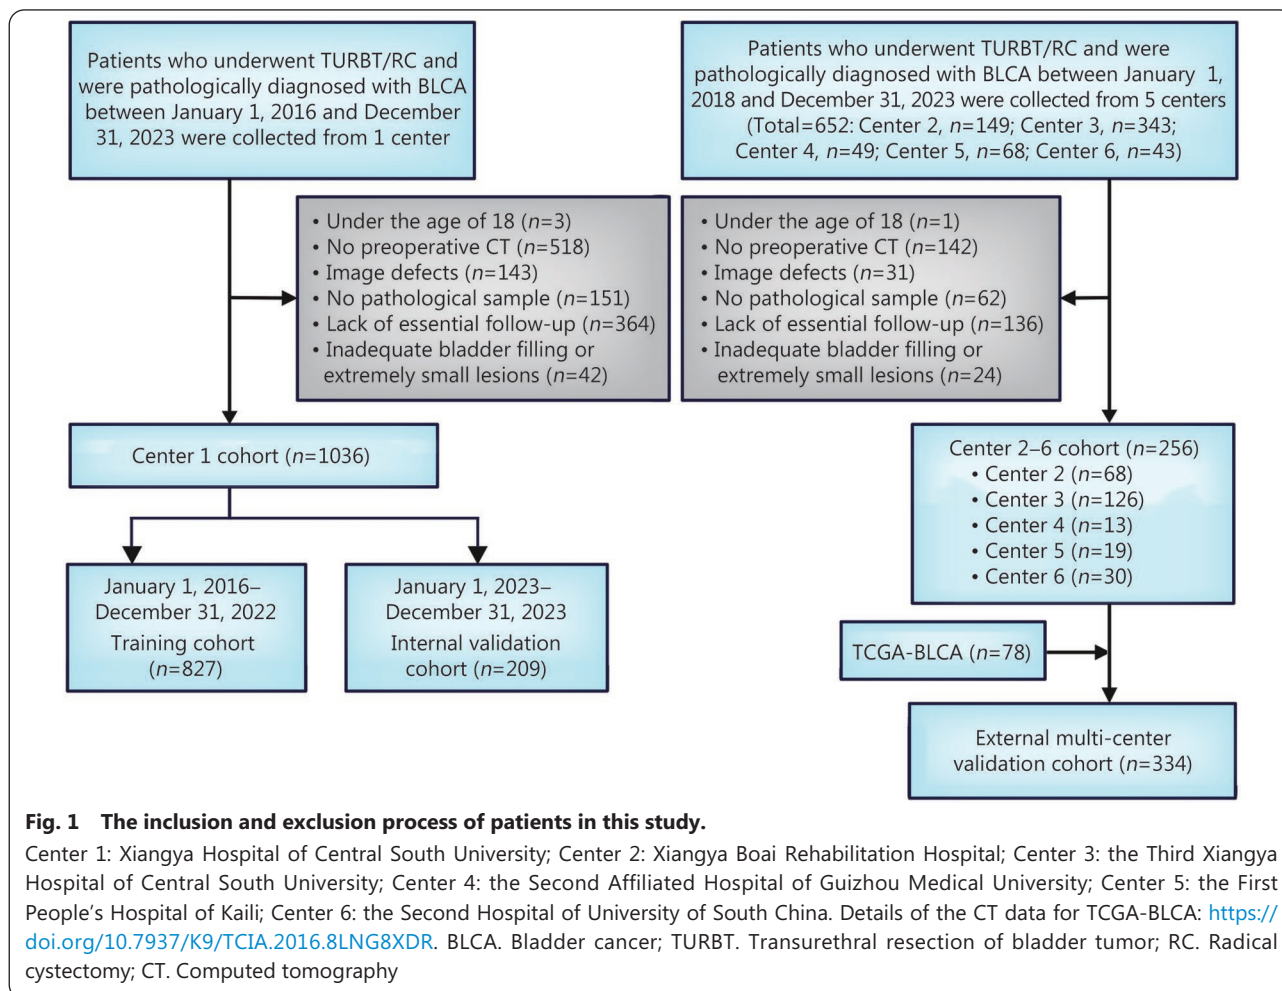 Patients who underwent TURBT/RC and
were pathologically diagnosed with BLCA
between January 1, 2016 and December
31, 2023 were collected from 1 center
Patients who underwent TURBT/RC and were
pathologically diagnosed with BLCA between January 1,
2018 and December 31, 2023 were collected from 5 centers
(Total=652: Center 2, n=149; Center 3, n=343;
Center 4, n=49; Center 5, n=68; Center 6, n=43)
• Under the age of 18 (n=3)
• No preoperative CT (n=518)
• Image defects (n=143)
• No pathological sample (n=151)
• Lack of essential follow-up (n=364)
• Inadequate bladder filling or
extremely small lesions (n=42)
• Under the age of 18 (n=1)
• No preoperative CT (n=142)
• Image defects (n=31)
• No pathological sample (n=62)
• Lack of essential follow-up (n=136)
• Inadequate bladder filling or
extremely small lesions (n=24)
Center 1 cohort (n=1036)
Center 2–6 cohort (n=256)
• Center 2 (n=68)
• Center 3 (n=126)
• Center 4 (n=13)
• Center 5 (n=19)
• Center 6 (n=30)
January 1, 2016–
December 31, 2022
Training cohort
(n=827)
January 1, 2023–
December 31, 2023
Internal validation
cohort (n=209)
TCGA-BLCA (n=78)
External multi-center
validation cohort (n=334)
Fig. 1 The inclusion and exclusion process of patients in this study.
Center 1: Xiangya Hospital of Central South University; Center 2: Xiangya Boai Rehabilitation Hospital; Center 3: the Third Xiangya
Hospital of Central South University; Center 4: the Second Affiliated Hospital of Guizhou Medical University; Center 5: the First
People's Hospital of Kaili; Center 6: the Second Hospital of University of South China. Details of the CT data for TCGA-BLCA: https://
doi.org/10.7937/K9/TCIA.2016.8LNG8XDR. BLCA. Bladder cancer; TURBT. Transurethral resection of bladder tumor; RC. Radical
cystectomy; CT. Computed tomography